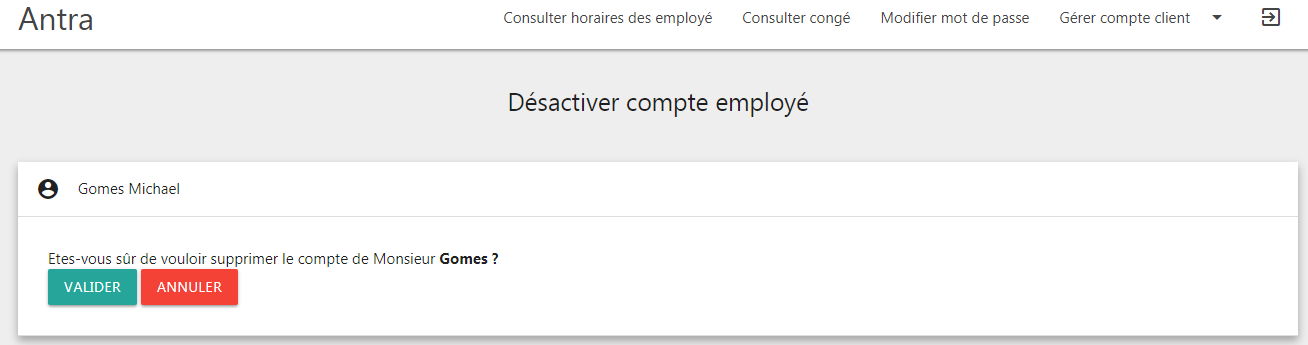 Antra
Consulter horaires des employé Consulter congé Modifier mot de passe Gérer compte client
Désactiver compte employé
Gomes Michael
Etes-vous sûr de vouloir supprimer le compte de Monsieur Gomes ?
VALIDER ANNULER